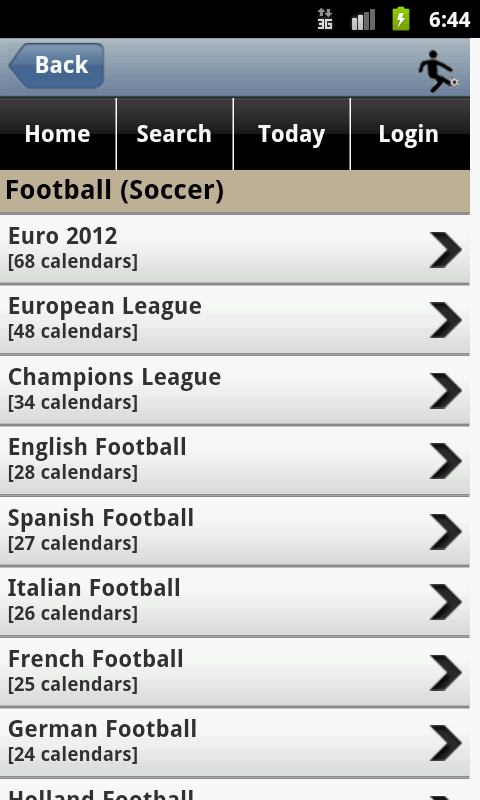 3G 6:44
Back
Home Search Today Login
Football (Soccer)
Euro 2012
[68 calendars]
European League
[48 calendars]
Champions League
[34 calendars]
English Football
[28 calendars]
Spanish Football
[27 calendars]
Italian Football
[26 calendars]
French Football
[25 calendars]
German Football
[24 calendars]
Holland Football